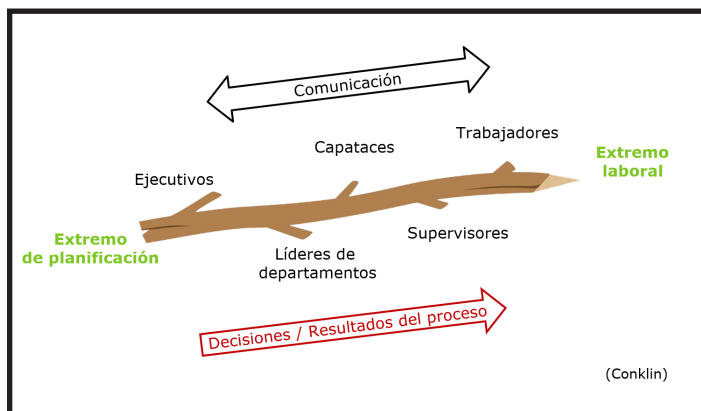 Comunicación
Trabajadores
Capataces
Extremo
laboral
Ejecutivos
Supervisores
Extremo
de planificación
Líderes de
departamentos
Decisiones / Resultados del proceso
(Conklin)